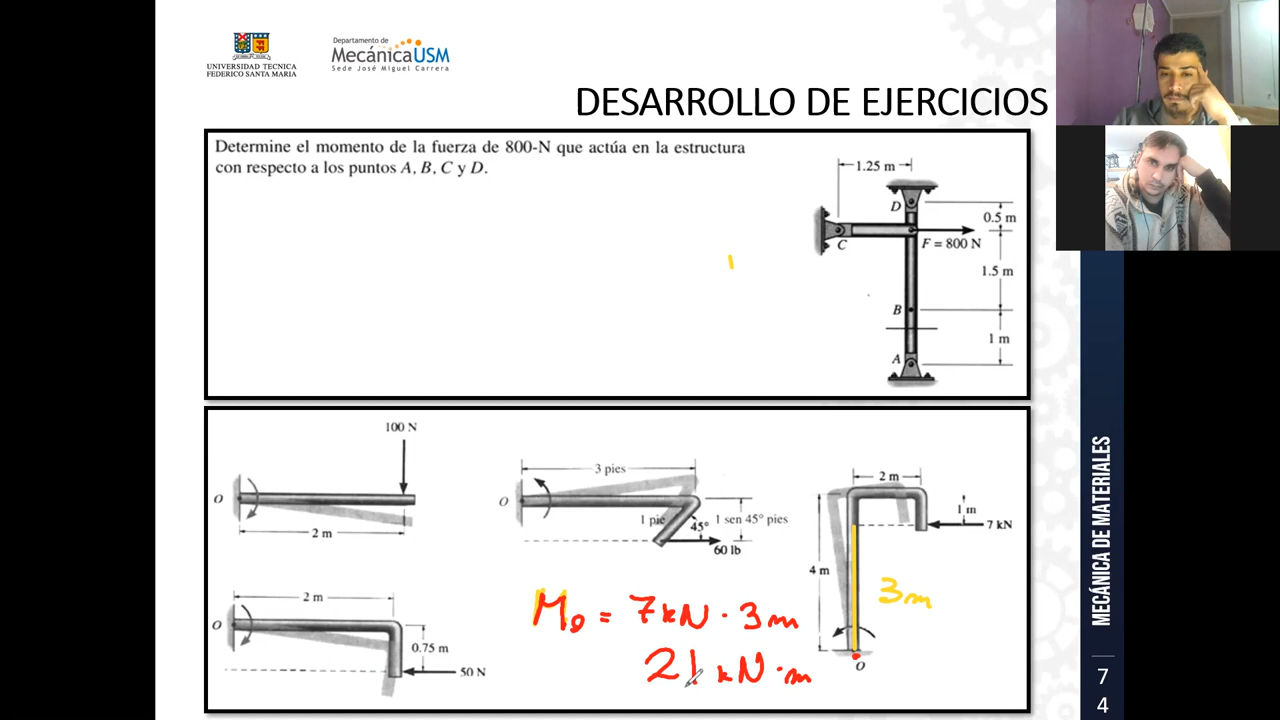 UNIVERSIDAD TECNICA
FEDERICO SANTA MARIA
Departamento de
MecánicaUSM
Sede José Miguel Carrera
DESARROLLO DE EJERCICIOS
Determine el momento de la fuerza de 800-N que actúa en la estructura
con respecto a los puntos A, B, C y D.
1.25 m
D
0.5 m
C
F = 800 N
1.5 m
B
1 m
A
100 N
O
2 m
3 pies
O
1 pie
45°
1 sen 45° pies
60 lb
2 m
1 m
7 kN
4 m
3m
O
2 m
O
0.75 m
50 N
Mo = 7kN · 3m
21 kN·m
MECÁNICA DE MATERIALES
7
4